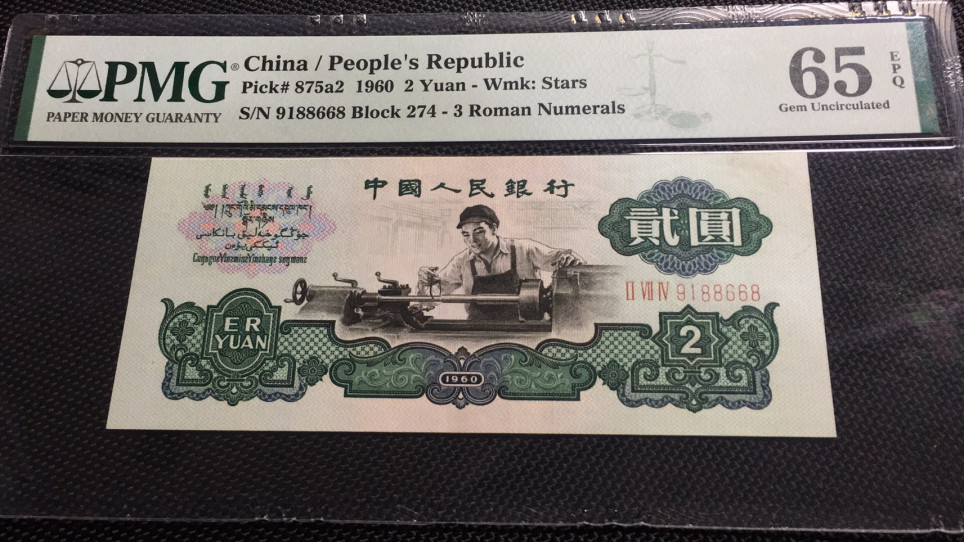 PMG® China / People's Republic
PAPER MONEY GUARANTY
Pick# 875a2 1960 2 Yuan - Wmk: Stars
S/N 9188668 Block 274 - 3 Roman Numerals
65 EPQ
Gem Uncirculated
中國人民銀行
貳圓
II VII IV 9188668
ER
YUAN
2
1960